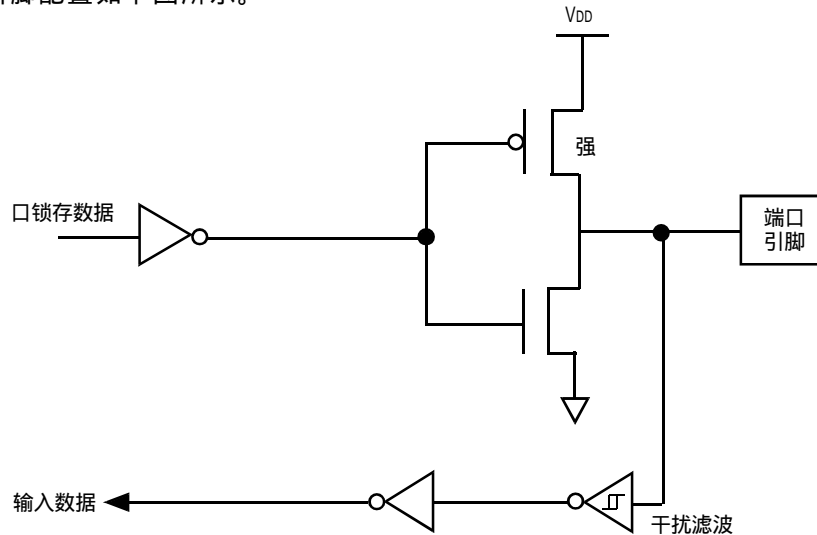 脚配置如下图所示。
VDD
强
口锁存数据
端口
引脚
输入数据
干扰滤波